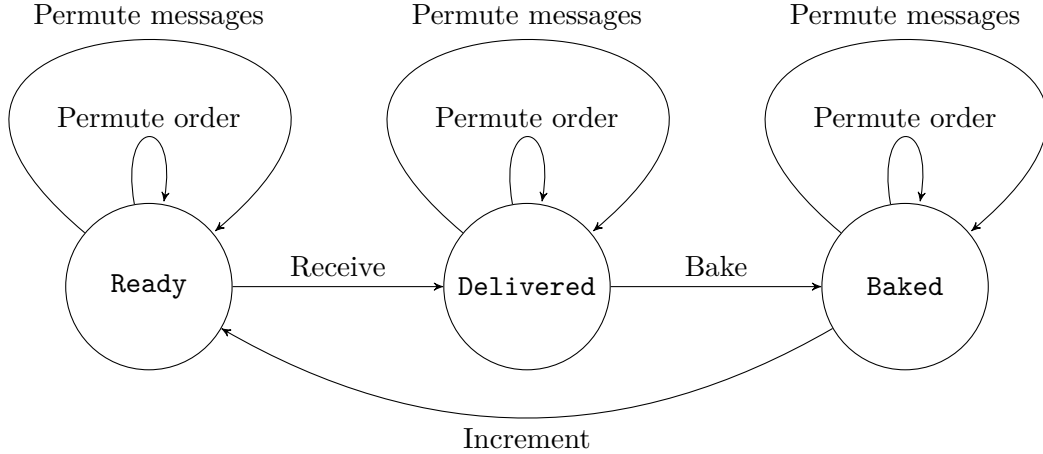 Permute messages
Permute messages
Permute messages
Permute order
Permute order
Permute order
Receive
Bake
Ready
Delivered
Baked
Increment